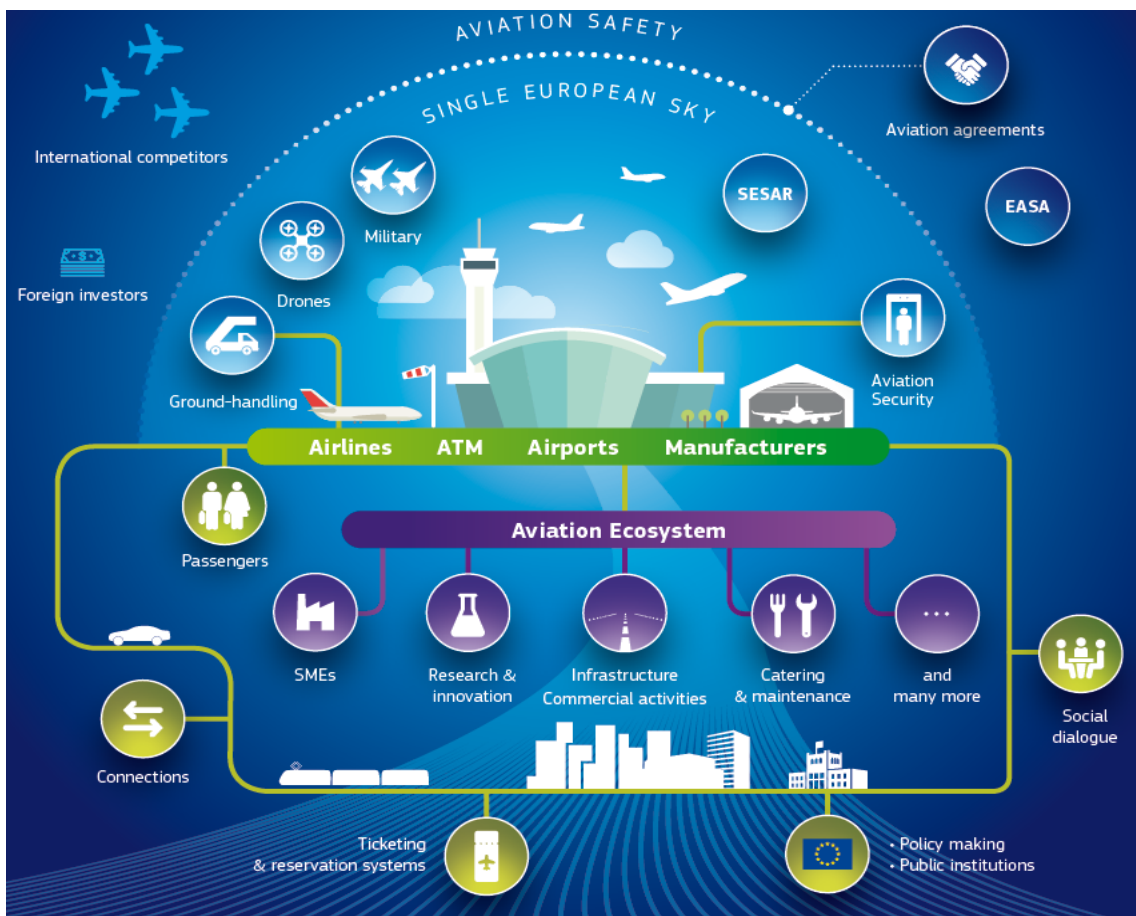 AVIATION SAFETY
SINGLE EUROPEAN SKY
International competitors
Aviation agreements
SESAR
EASA
Military
Foreign investors
Drones
Ground-handling
Aviation
Security
Airlines ATM Airports Manufacturers
Passengers
Aviation Ecosystem
SMEs
Research &
innovation
Infrastructure
Commercial activities
Catering
& maintenance
and
many more
Social
dialogue
Connections
Ticketing
& reservation systems
• Policy making
• Public institutions